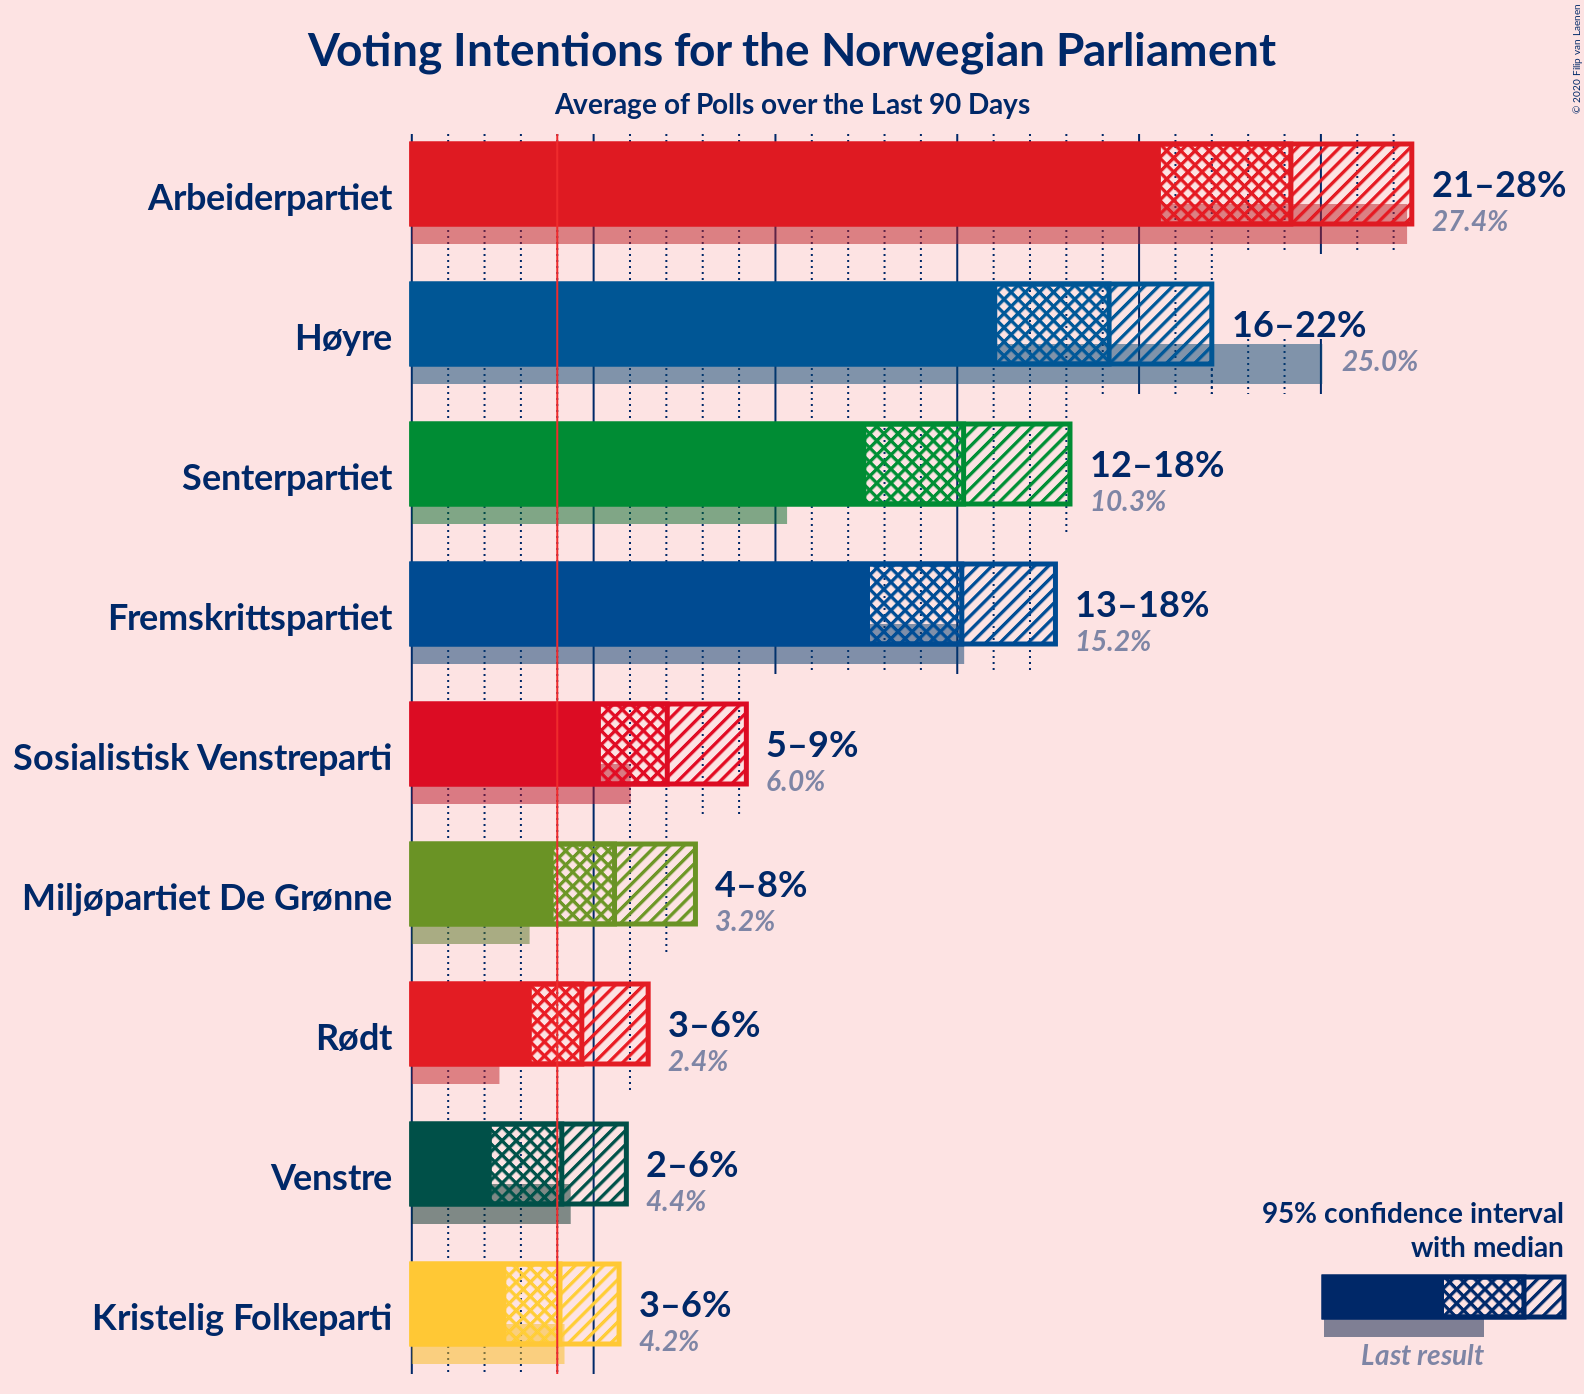 Voting Intentions for the Norwegian Parliament
Average of Polls over the Last 90 Days
© 2020 Filip van Laenen
Arbeiderpartiet
21–28%
27.4%
Høyre
16–22%
25.0%
Senterpartiet
12–18%
10.3%
Fremskrittspartiet
13–18%
15.2%
Sosialistisk Venstreparti
5–9%
6.0%
Miljøpartiet De Grønne
4–8%
3.2%
Rødt
3–6%
2.4%
Venstre
2–6%
4.4%
Kristelig Folkeparti
3–6%
4.2%
95% confidence interval
with median
Last result